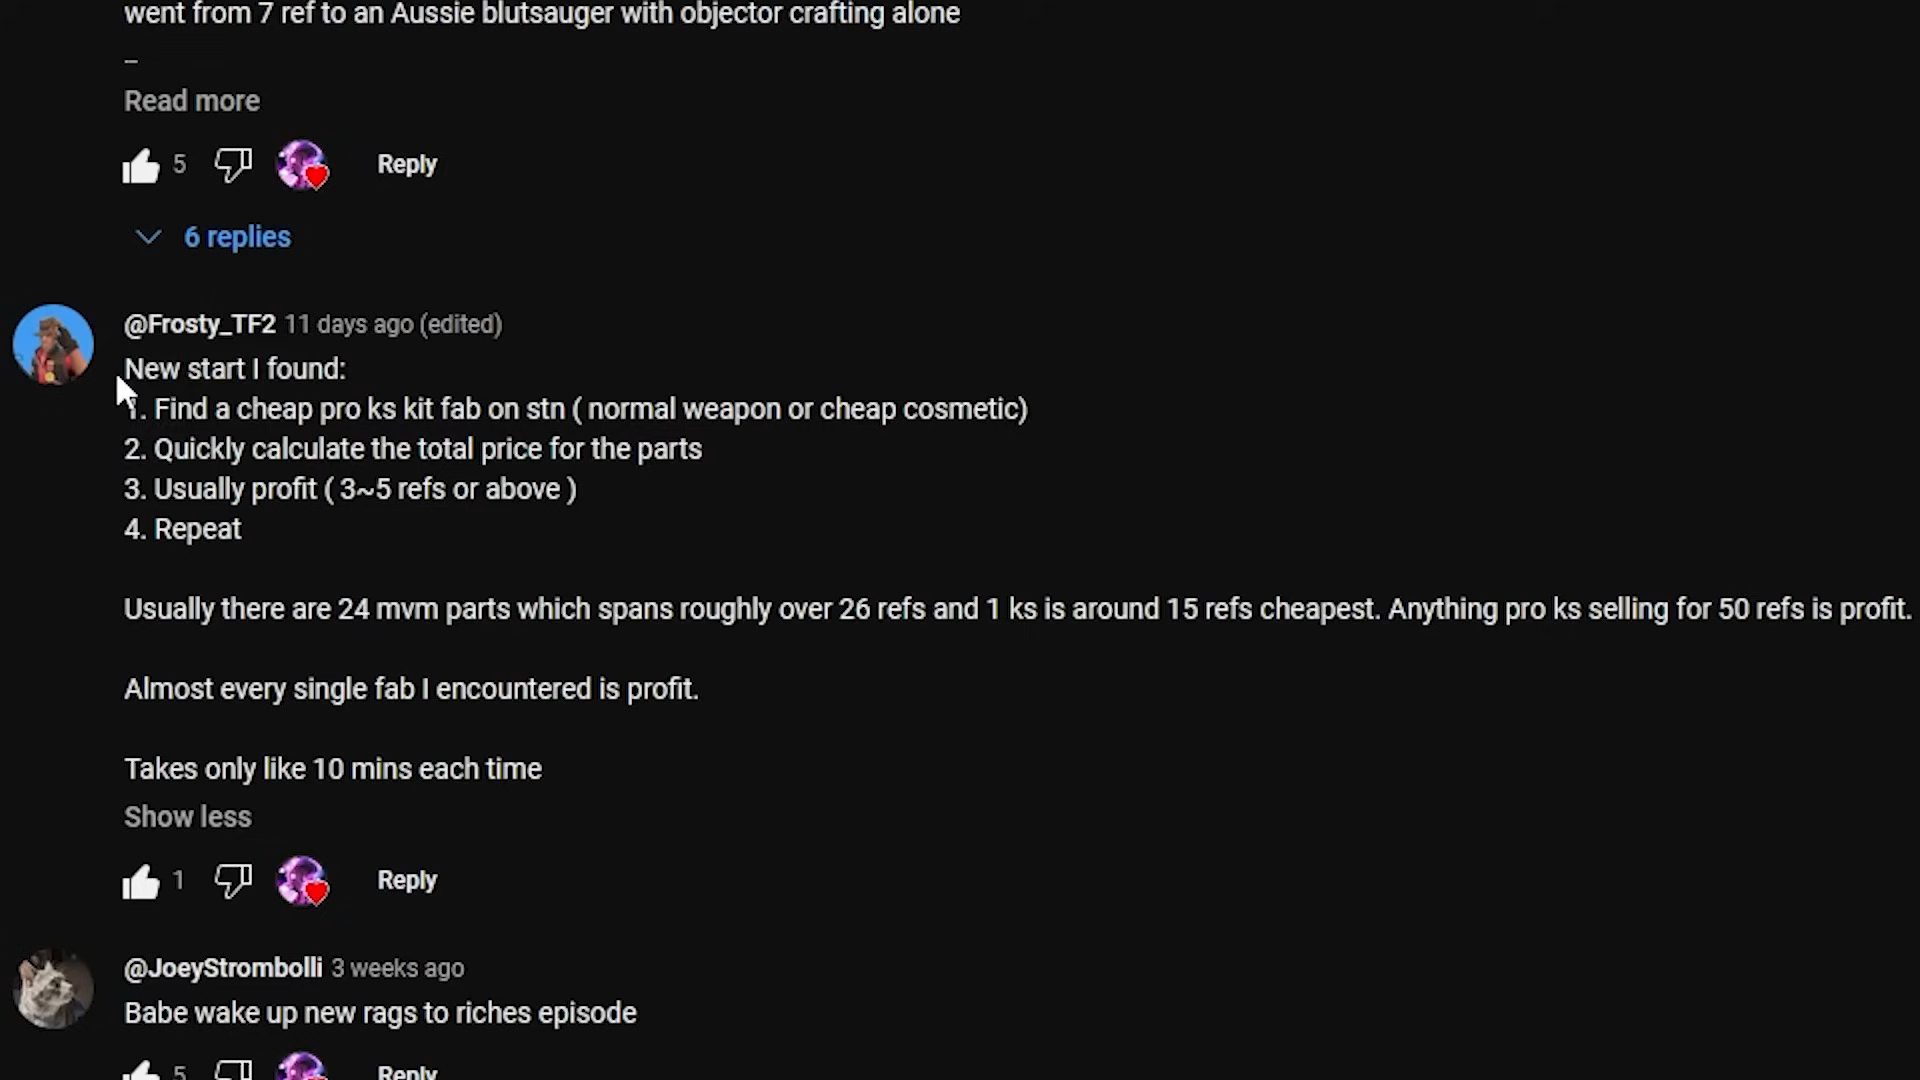 went from 7 ref to an Aussie blutsauger with objector crafting alone
–
Read more
5 Reply
6 replies
@Frosty_TF2 11 days ago (edited)
New start I found:
1. Find a cheap pro ks kit fab on stn ( normal weapon or cheap cosmetic)
2. Quickly calculate the total price for the parts
3. Usually profit ( 3~5 refs or above )
4. Repeat
Usually there are 24 mvm parts which spans roughly over 26 refs and 1 ks is around 15 refs cheapest. Anything pro ks selling for 50 refs is profit.
Almost every single fab I encountered is profit.
Takes only like 10 mins each time
Show less
1 Reply
@JoeyStrombolli 3 weeks ago
Babe wake up new rags to riches episode
5 Reply